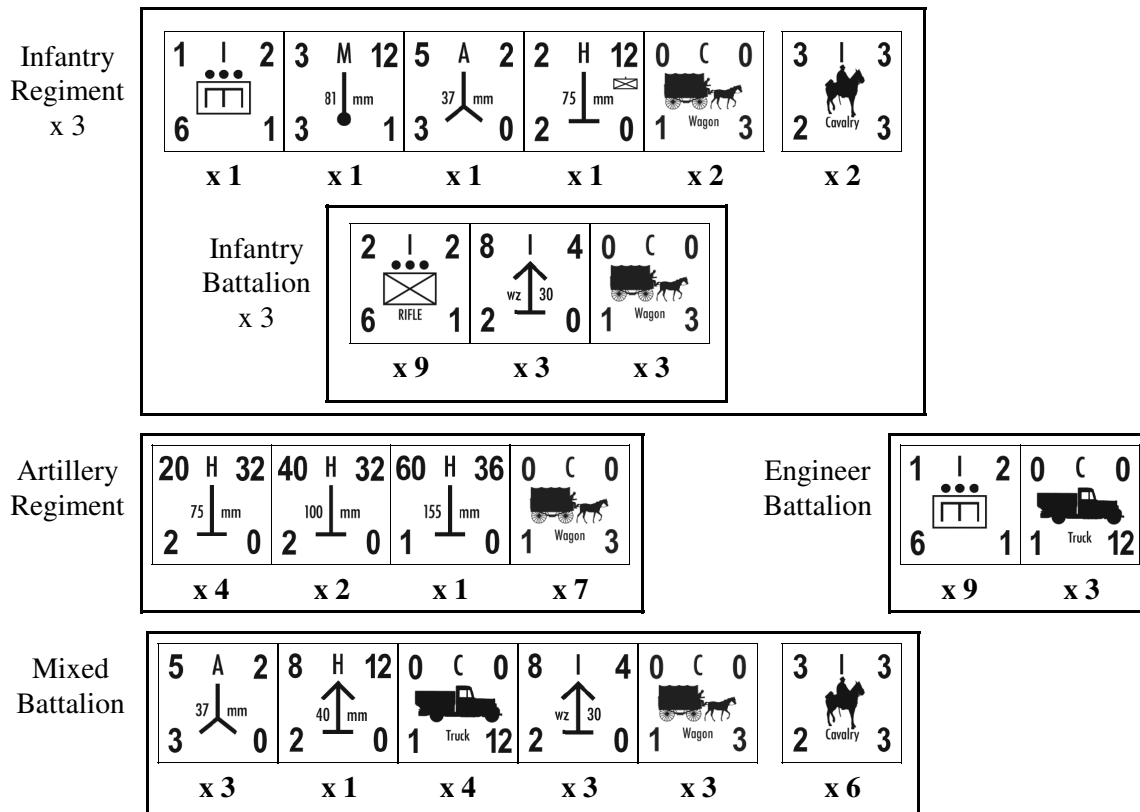 Infantry
Regiment
x 3
1 I 2 3 M 12 5 A 2 2 H 12 0 C 0 3 I 3
81 mm 37 mm 75 mm Wagon Cavalry
6 1 3 1 3 0 2 0 1 3 2 3
x 1 x 1 x 1 x 1 x 2 x 2
Infantry
Battalion
x 3
2 I 2 8 I 4 0 C 0
RIFLE wz 30 Wagon
6 1 2 0 1 3
x 9 x 3 x 3
Artillery
Regiment
20 H 32 40 H 32 60 H 36 0 C 0
75 mm 100 mm 155 mm Wagon
2 0 2 0 1 0 1 3
x 4 x 2 x 1 x 7
Engineer
Battalion
1 I 2 0 C 0
Truck
6 1 1 12
x 9 x 3
Mixed
Battalion
5 A 2 8 H 12 0 C 0 8 I 4 0 C 0 3 I 3
37 mm 40 mm Truck wz 30 Wagon Cavalry
3 0 2 0 1 12 2 0 1 3 2 3
x 3 x 1 x 4 x 3 x 3 x 6